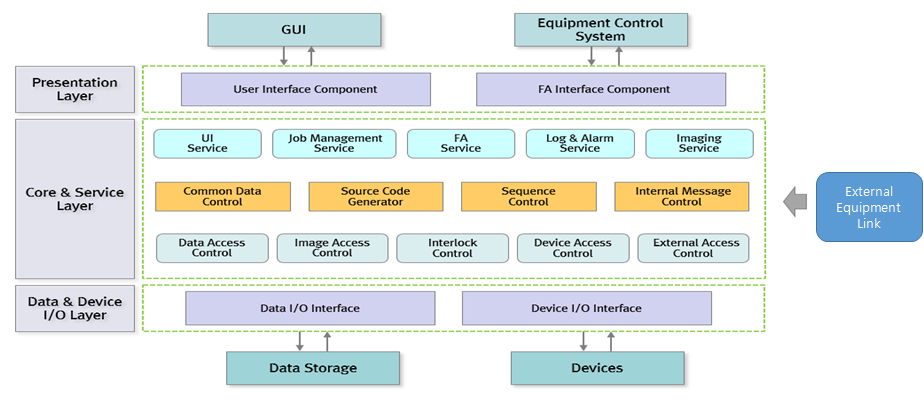 GUI
Equipment Control
System
Presentation
Layer
User Interface Component
FA Interface Component
Core & Service
Layer
UI
Service
Job Management
Service
FA
Service
Log & Alarm
Service
Imaging
Service
Common Data
Control
Source Code
Generator
Sequence
Control
Internal Message
Control
External
Equipment
Link
Data Access
Control
Image Access
Control
Interlock
Control
Device Access
Control
External Access
Control
Data & Device
I/O Layer
Data I/O Interface
Device I/O Interface
Data Storage
Devices